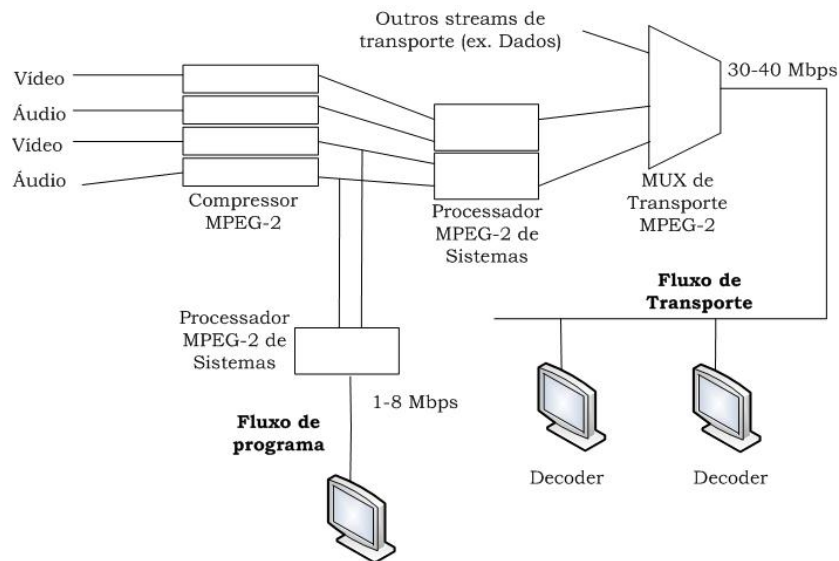 Outros streams de
transporte (ex. Dados)
30-40 Mbps
Vídeo
Áudio
Vídeo
Áudio
Compressor
MPEG-2
Processador
MPEG-2 de
Sistemas
MUX de
Transporte
MPEG-2
Fluxo de
Transporte
Processador
MPEG-2 de
Sistemas
1-8 Mbps
Fluxo de
programa
Decoder
Decoder